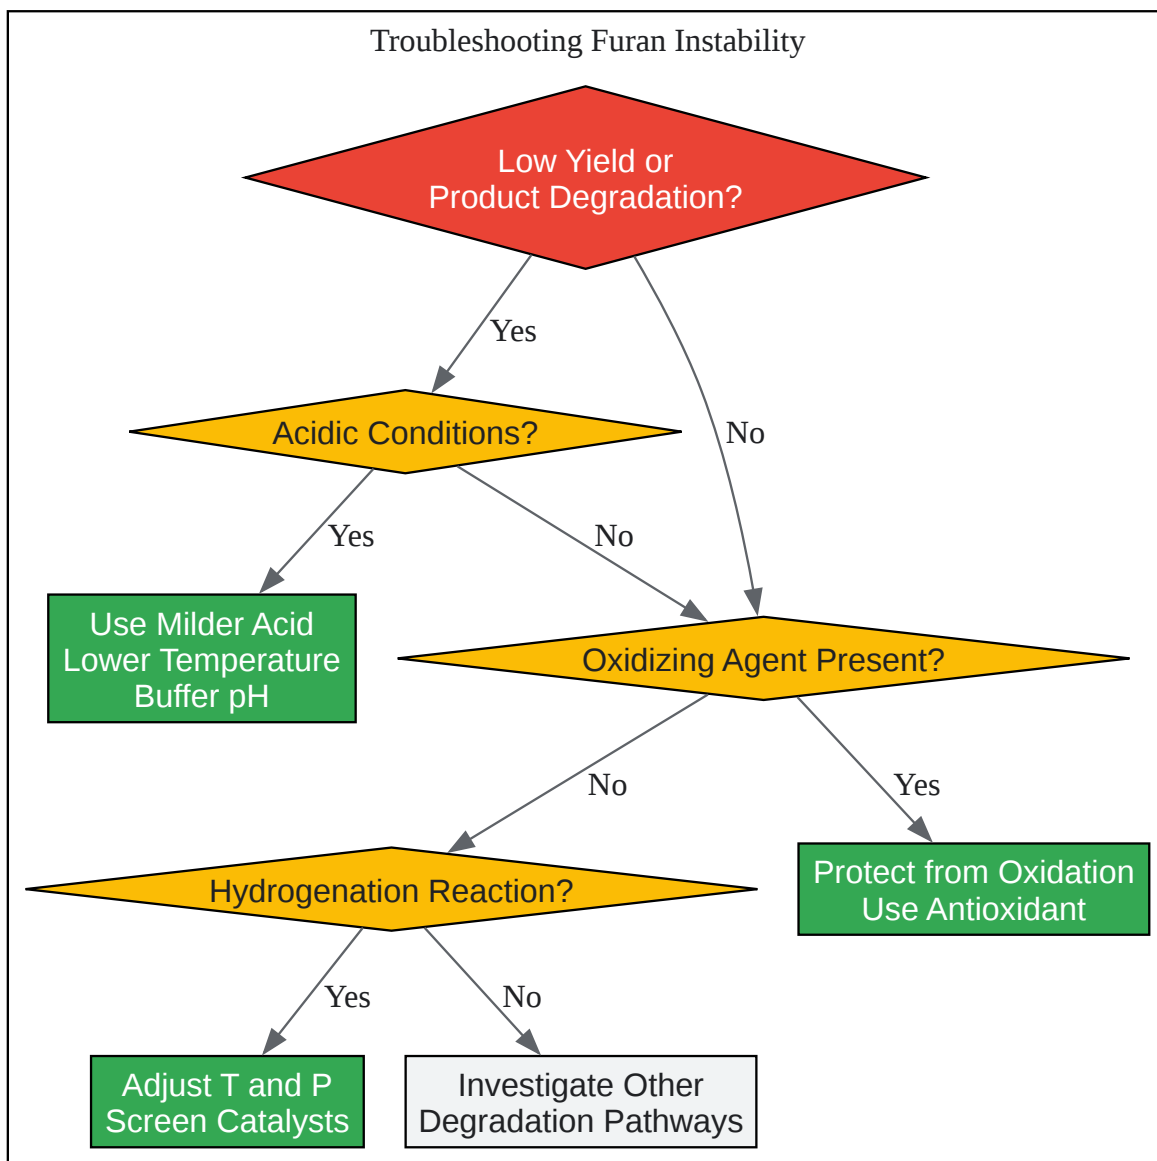 Troubleshooting Furan Instability
Low Yield or
Product Degradation?
Yes
No
Acidic Conditions?
Yes
No
Use Milder Acid
Lower Temperature
Buffer pH
Oxidizing Agent Present?
No
Yes
Hydrogenation Reaction?
Protect from Oxidation
Use Antioxidant
Yes
No
Adjust T and P
Screen Catalysts
Investigate Other
Degradation Pathways